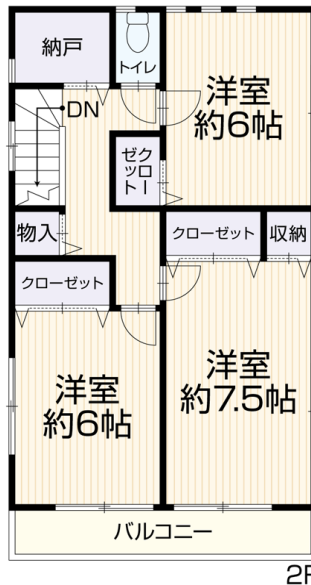 納戸
トイレ
洋室
約6帖
DN
クロー
ゼット
物入
クローゼット
収納
クローゼット
洋室
約6帖
洋室
約7.5帖
バルコニー
2F